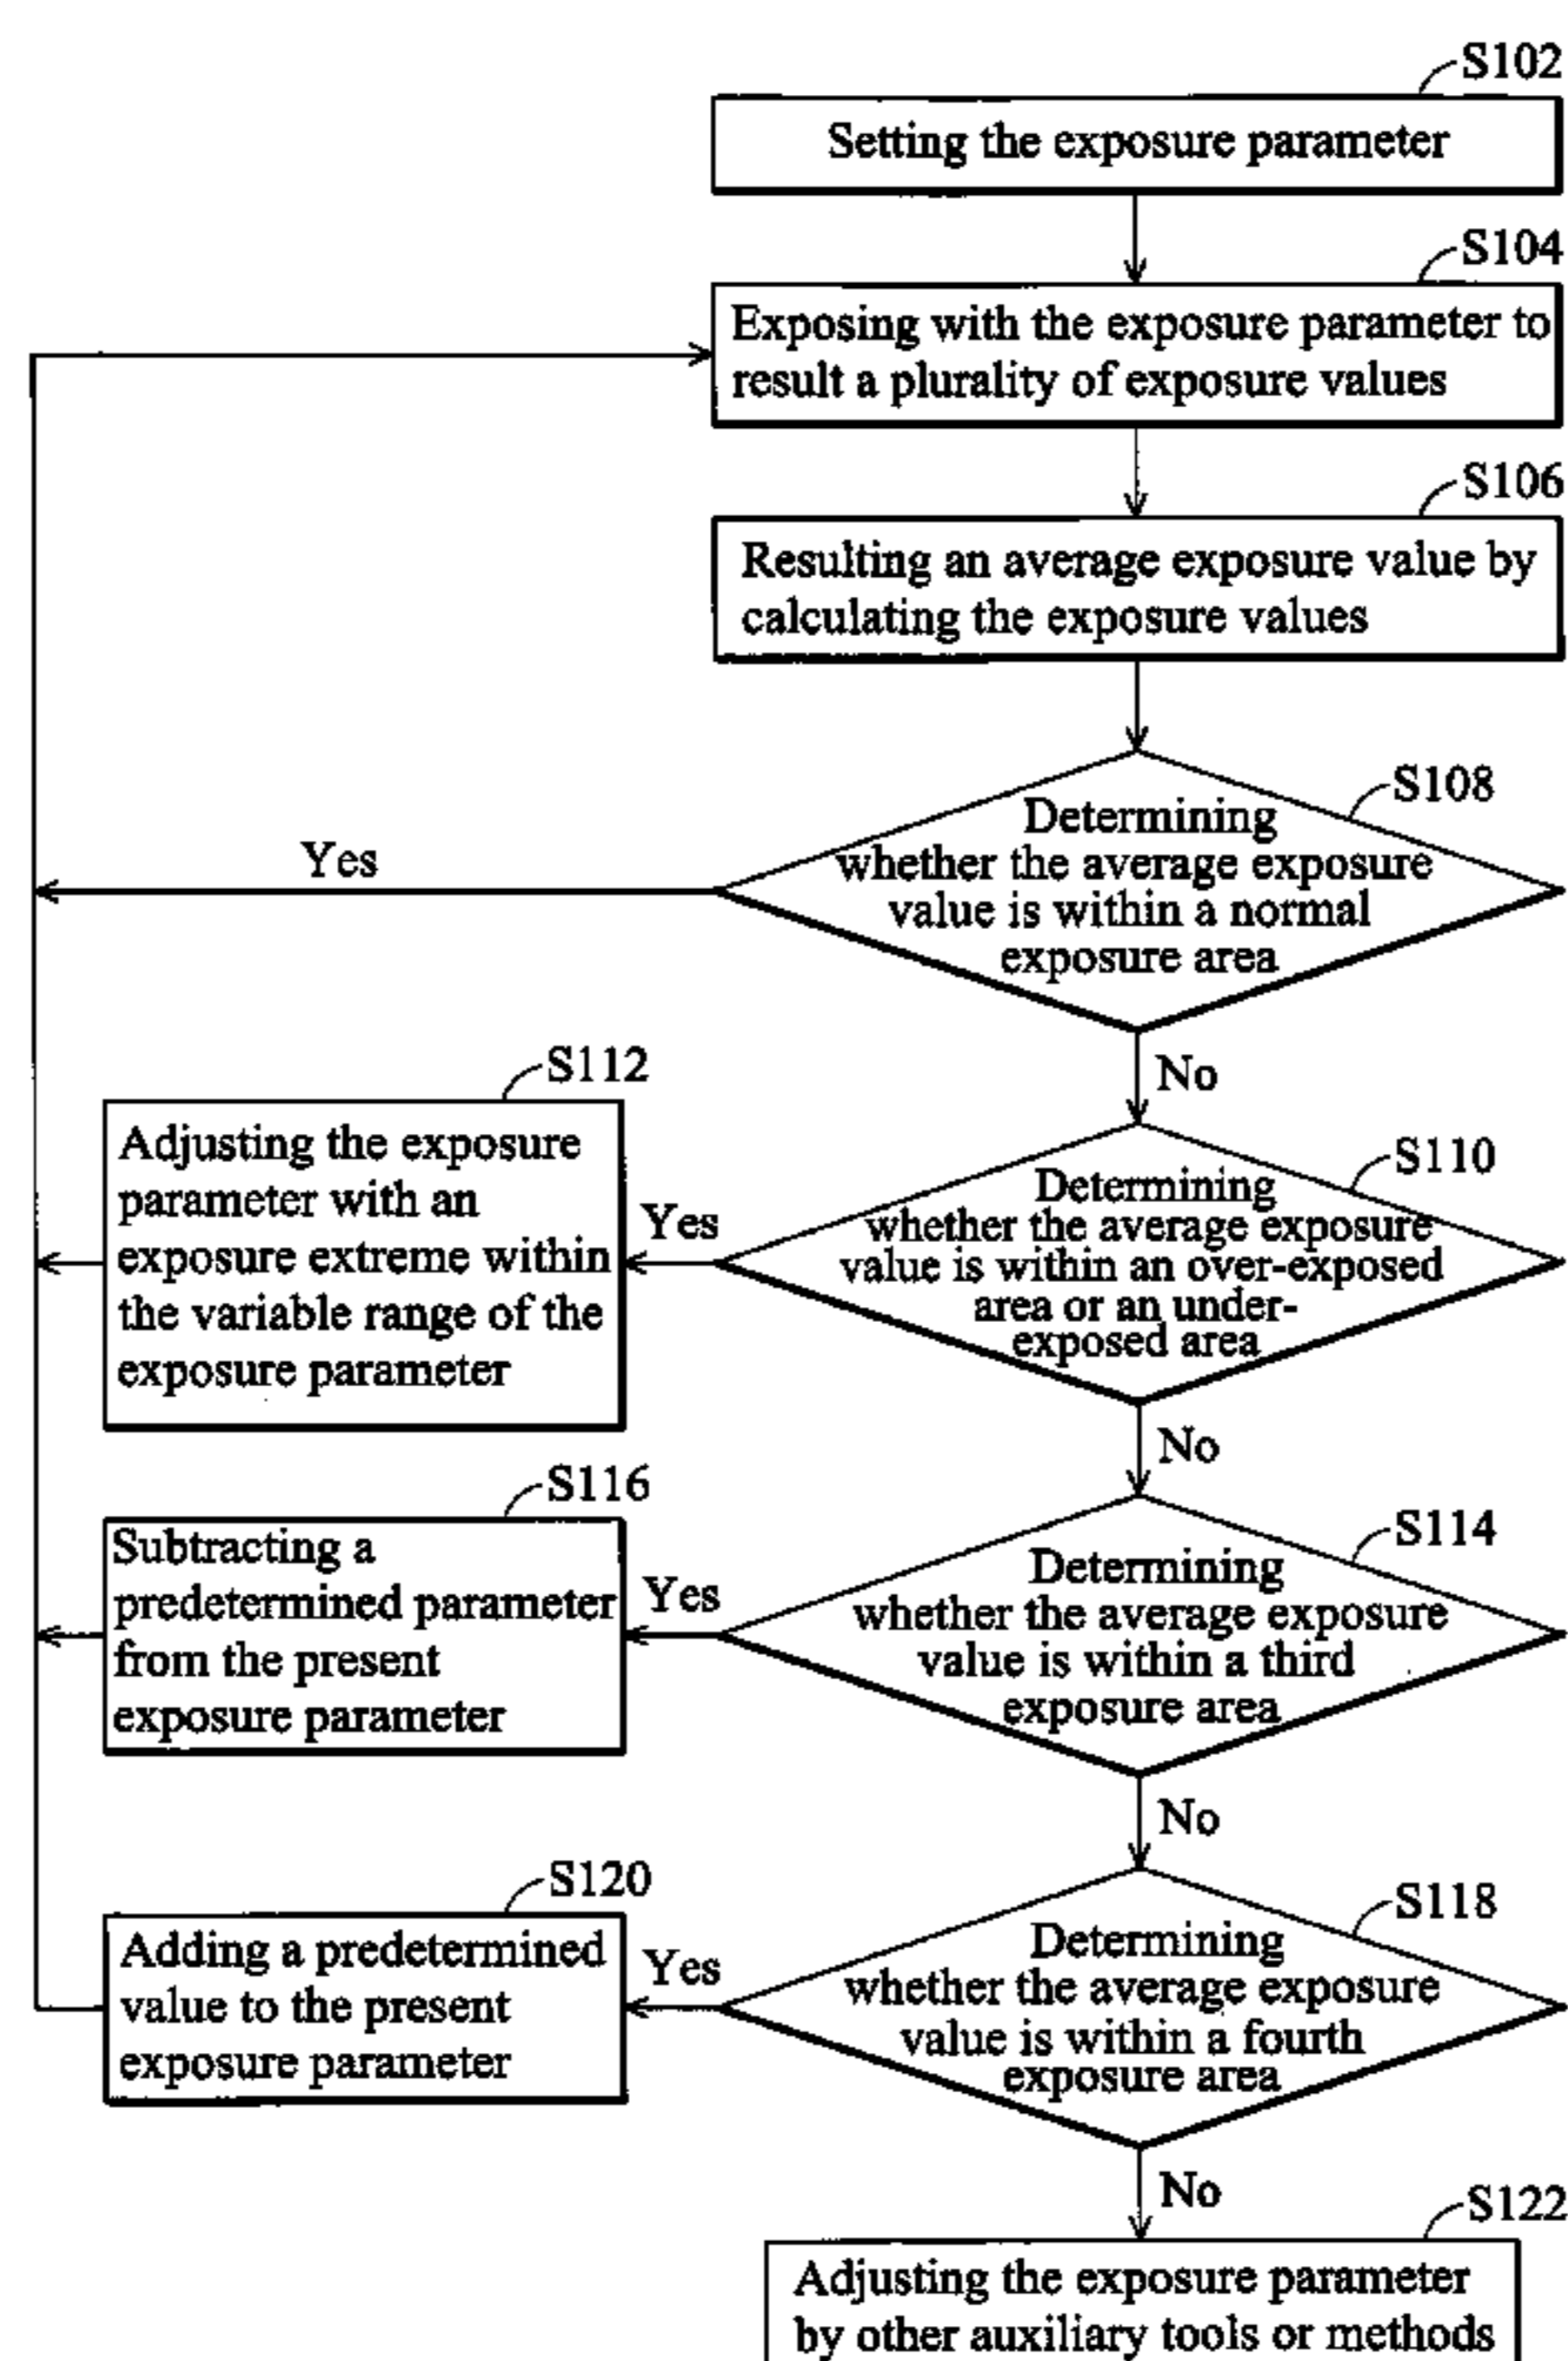 S102
Setting the exposure parameter
S104
Exposing with the exposure parameter to
result a plurality of exposure values
S106
Resulting an average exposure value by
calculating the exposure values
S108
Determining
whether the average exposure
value is within a normal
exposure area
Yes
No
S110
Determining
whether the average exposure
value is within an over-exposed
area or an under-
exposed area
Yes
S112
Adjusting the exposure
parameter with an
exposure extreme within
the variable range of the
exposure parameter
No
S114
Determining
whether the average exposure
value is within a third
exposure area
Yes
S116
Subtracting a
predetermined parameter
from the present
exposure parameter
No
S118
Determining
whether the average exposure
value is within a fourth
exposure area
Yes
S120
Adding a predetermined
value to the present
exposure parameter
No
S122
Adjusting the exposure parameter
by other auxiliary tools or methods